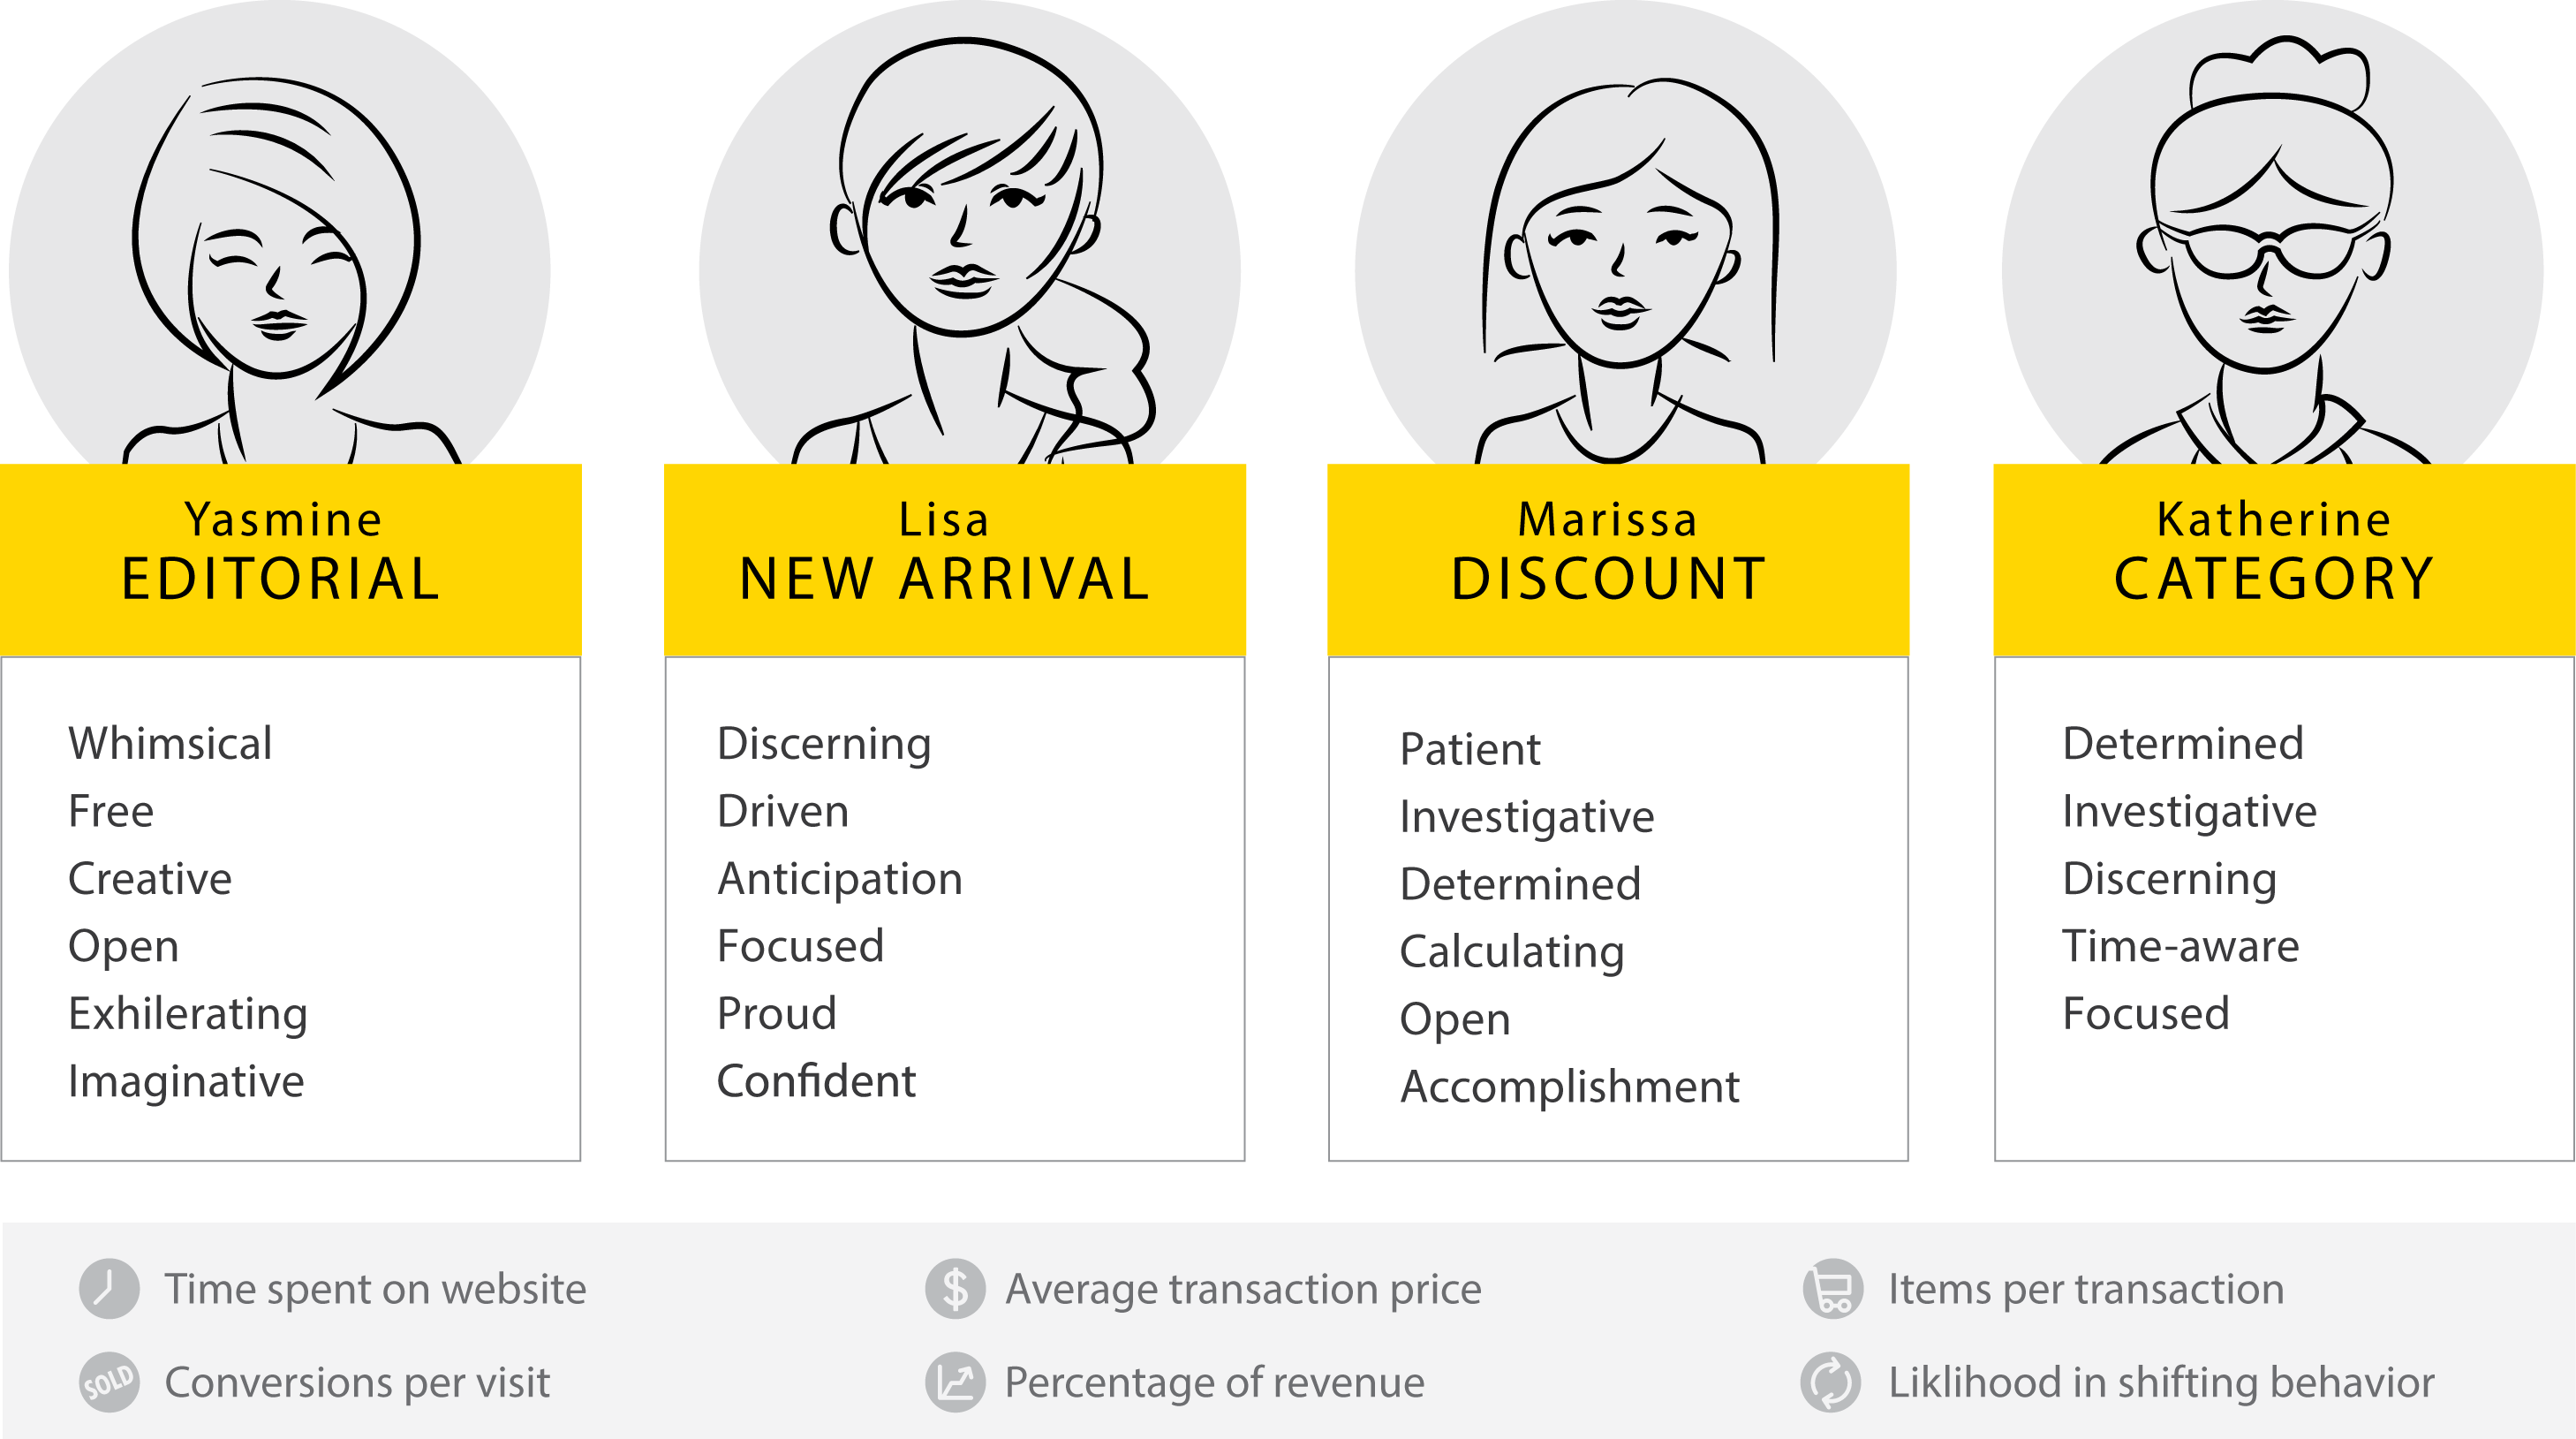 Yasmine
EDITORIAL
Whimsical
Free
Creative
Open
Exhilerating
Imaginative
Lisa
NEW ARRIVAL
Discerning
Driven
Anticipation
Focused
Proud
Confident
Marissa
DISCOUNT
Patient
Investigative
Determined
Calculating
Open
Accomplishment
Katherine
CATEGORY
Determined
Investigative
Discerning
Time-aware
Focused
Time spent on website
$ Average transaction price
Items per transaction
SOLD Conversions per visit
Percentage of revenue
Liklihood in shifting behavior